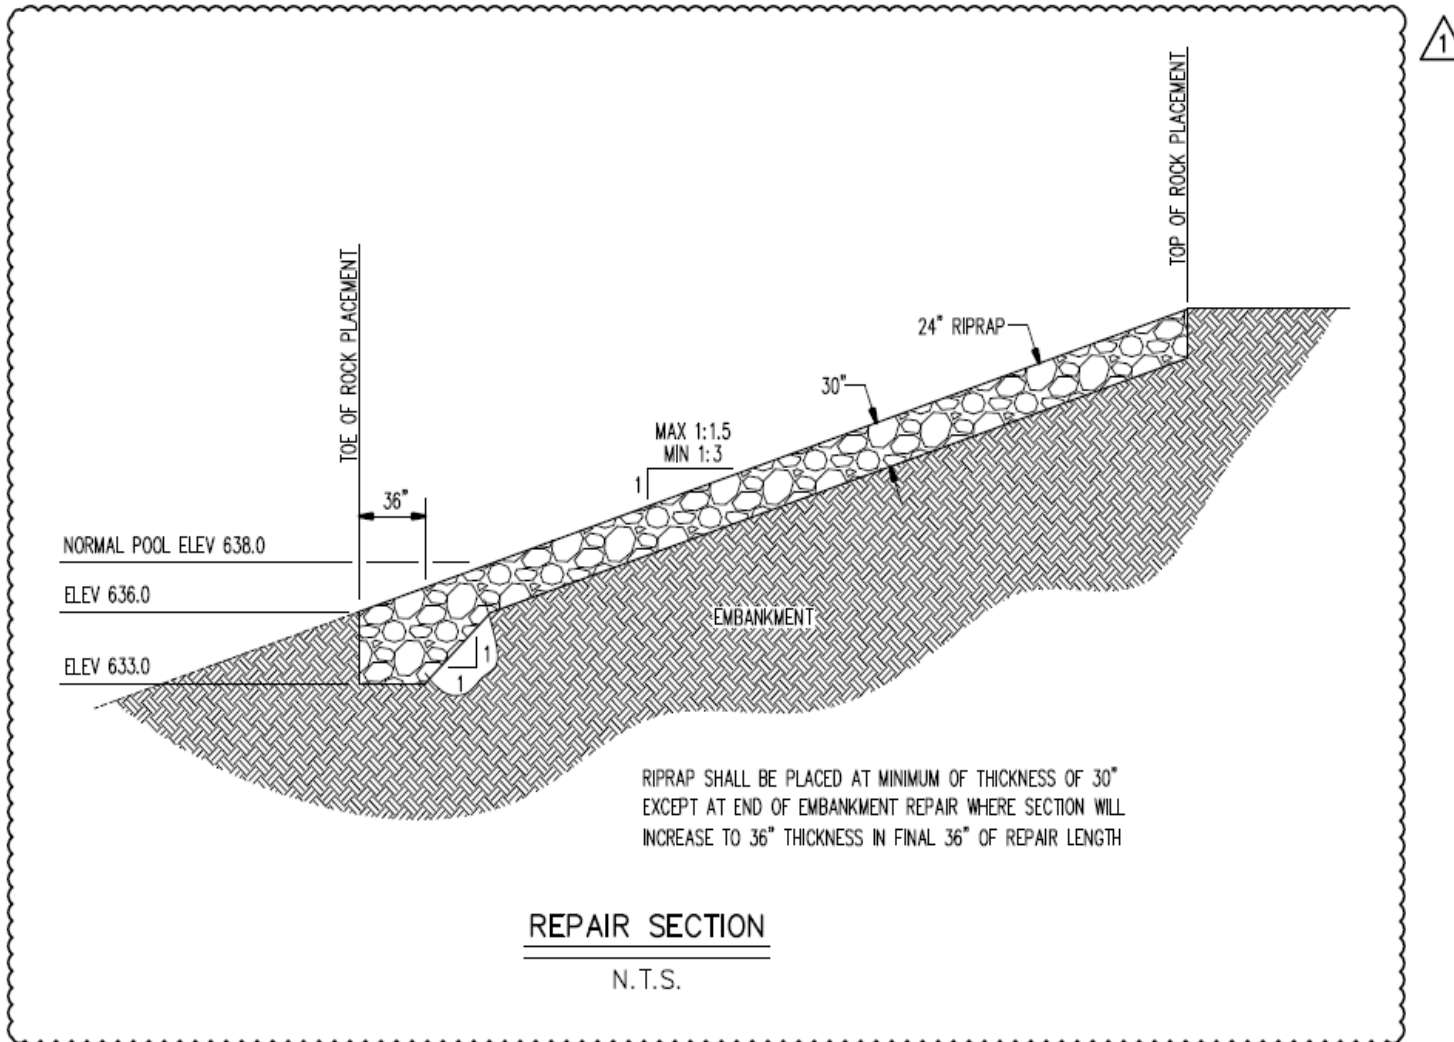 1
TOP OF ROCK PLACEMENT
TOE OF ROCK PLACEMENT
24" RIPRAP
30"
MAX 1:1.5
MIN 1:3
1
36"
NORMAL POOL ELEV 638.0
ELEV 636.0
EMBANKMENT
ELEV 633.0
1
1
RIPRAP SHALL BE PLACED AT MINIMUM OF THICKNESS OF 30"
EXCEPT AT END OF EMBANKMENT REPAIR WHERE SECTION WILL
INCREASE TO 36" THICKNESS IN FINAL 36" OF REPAIR LENGTH
REPAIR SECTION
N.T.S.